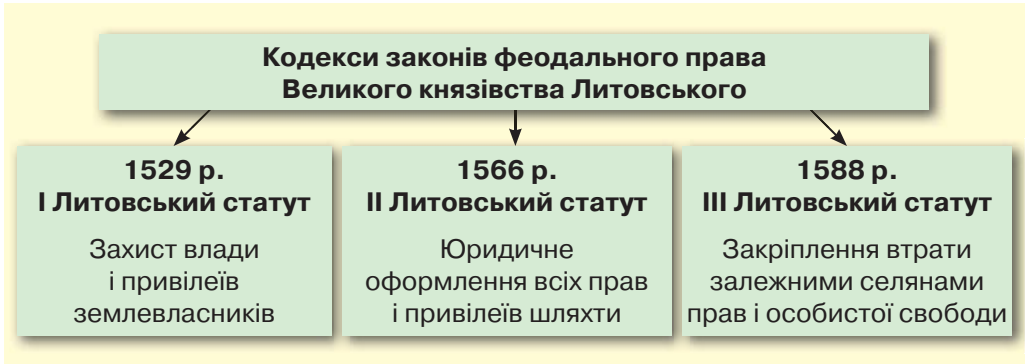 Кодекси законів феодального права
Великого князівства Литовського
1529 р.
І Литовський статут
Захист влади
і привілеїв
землевласників
1566 р.
ІІ Литовський статут
Юридичне
оформлення всіх прав
і привілеїв шляхти
1588 р.
ІІІ Литовський статут
Закріплення втрати
залежними селянами
прав і особистої свободи